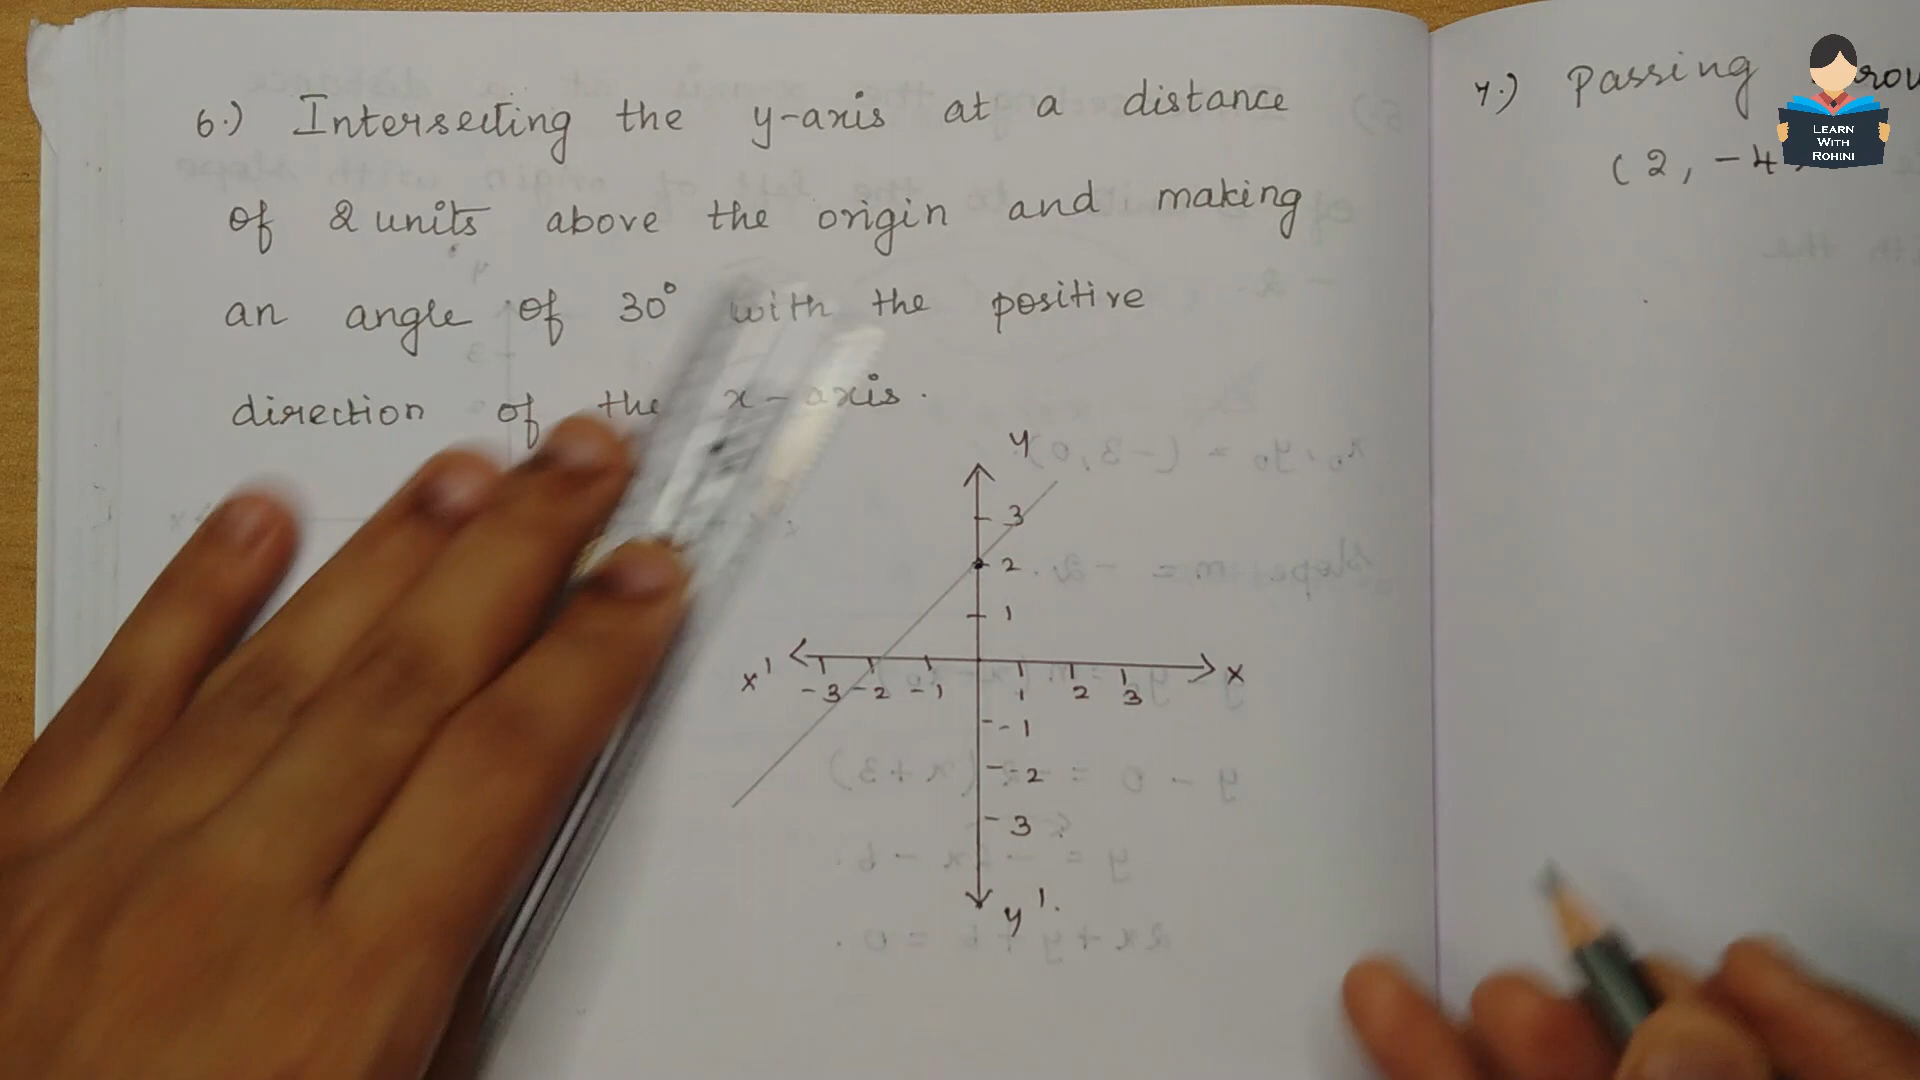 6.) Intersecting the y-axis at a distance
of 2 units above the origin and making
an angle of 30° with the positive
direction of the x-axis.
y
3
2
1
x' -3 -2 -1 1 2 3 x
-1
-2
-3
y'.
7.) Passing
(2, -4
LEARN
WITH
ROHINI